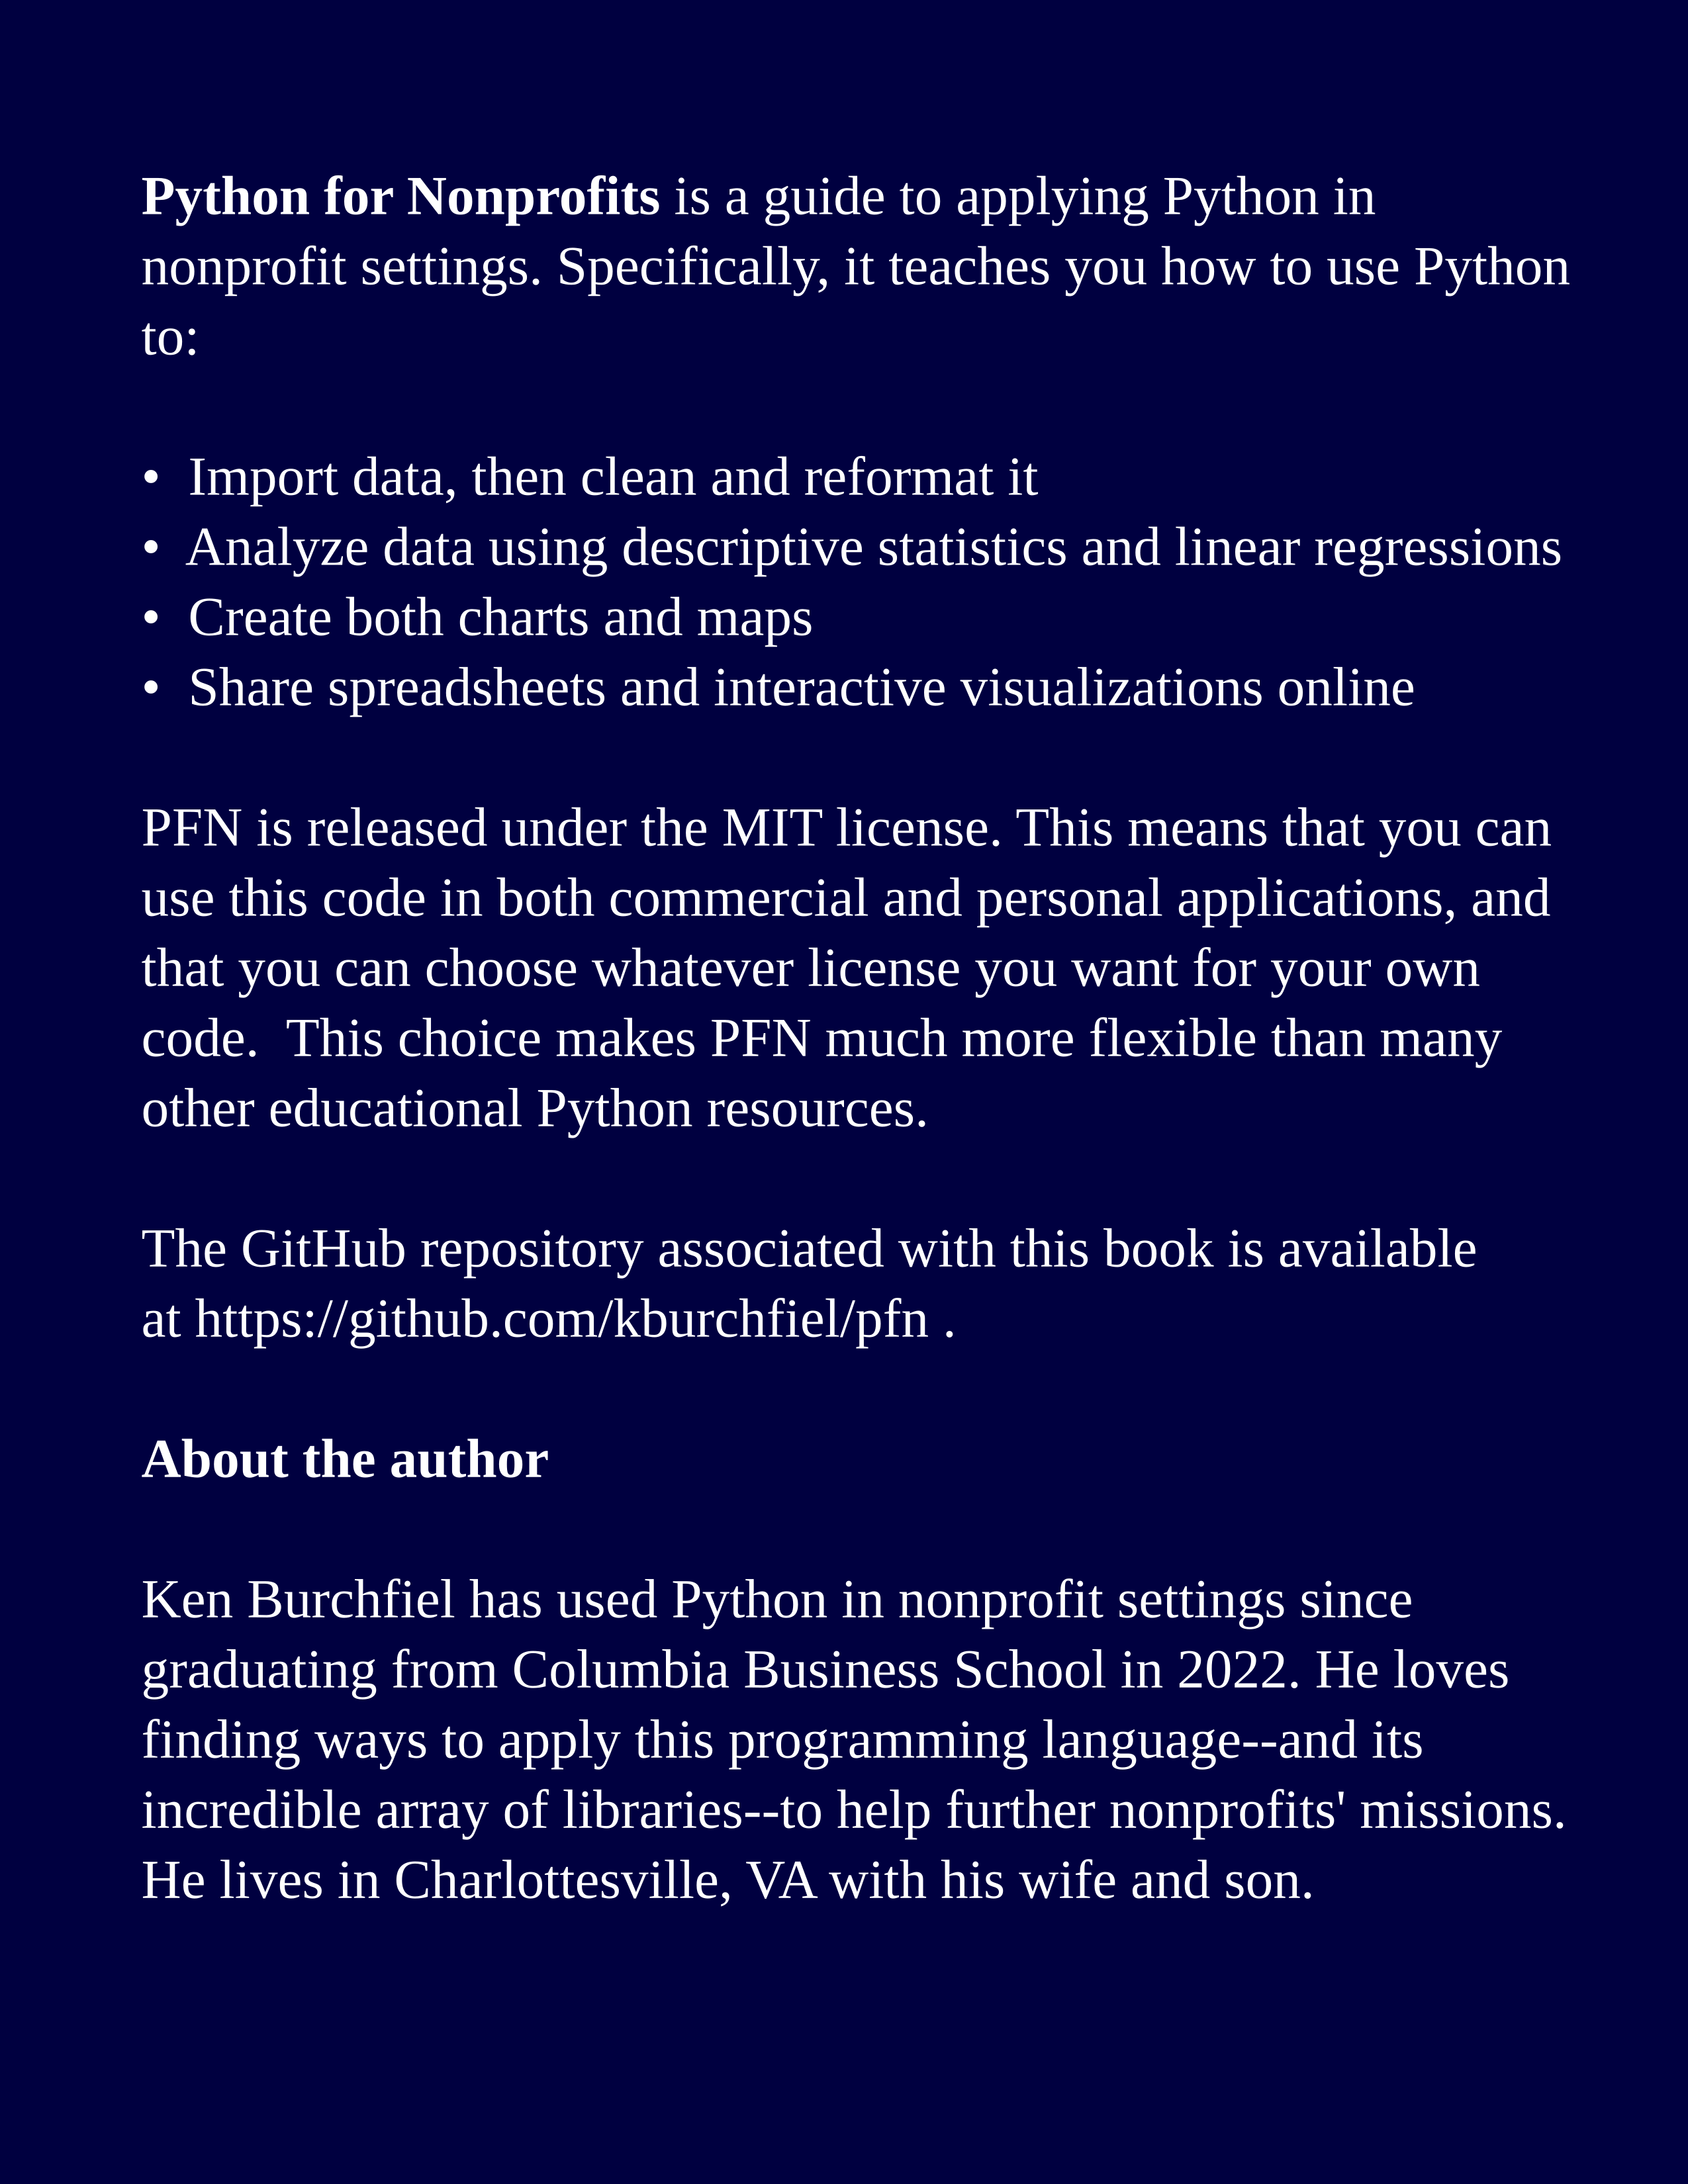 Python for Nonprofits is a guide to applying Python in
nonprofit settings. Specifically, it teaches you how to use Python
to:
• Import data, then clean and reformat it
• Analyze data using descriptive statistics and linear regressions
• Create both charts and maps
• Share spreadsheets and interactive visualizations online
PFN is released under the MIT license. This means that you can
use this code in both commercial and personal applications, and
that you can choose whatever license you want for your own
code.  This choice makes PFN much more flexible than many
other educational Python resources.
The GitHub repository associated with this book is available
at https://github.com/kburchfiel/pfn .
About the author
Ken Burchfiel has used Python in nonprofit settings since
graduating from Columbia Business School in 2022. He loves
finding ways to apply this programming language--and its
incredible array of libraries--to help further nonprofits' missions.
He lives in Charlottesville, VA with his wife and son.